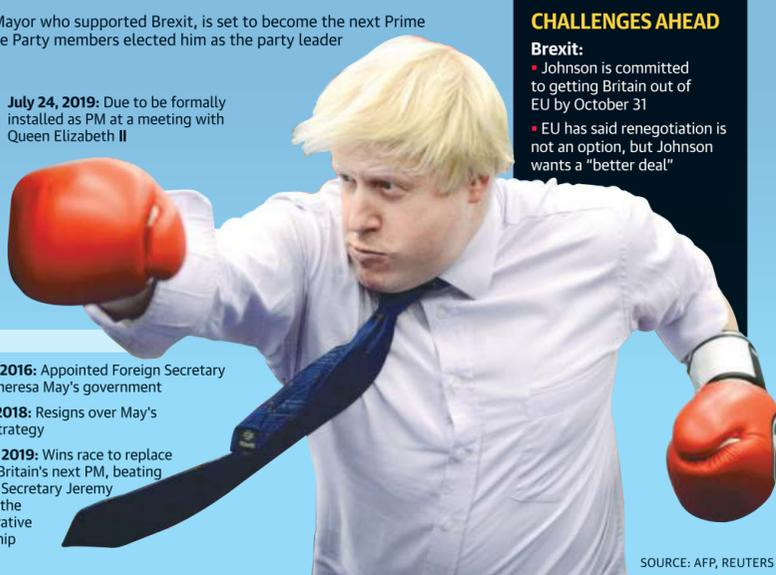 Mayor who supported Brexit, is set to become the next Prime
e Party members elected him as the party leader
July 24, 2019: Due to be formally
installed as PM at a meeting with
Queen Elizabeth II
CHALLENGES AHEAD
Brexit:
▪ Johnson is committed
to getting Britain out of
EU by October 31
▪ EU has said renegotiation is
not an option, but Johnson
wants a “better deal”
2016: Appointed Foreign Secretary
heresa May's government
2018: Resigns over May's
trategy
2019: Wins race to replace
Britain's next PM, beating
Secretary Jeremy
the
ative
hip
SOURCE: AFP, REUTERS